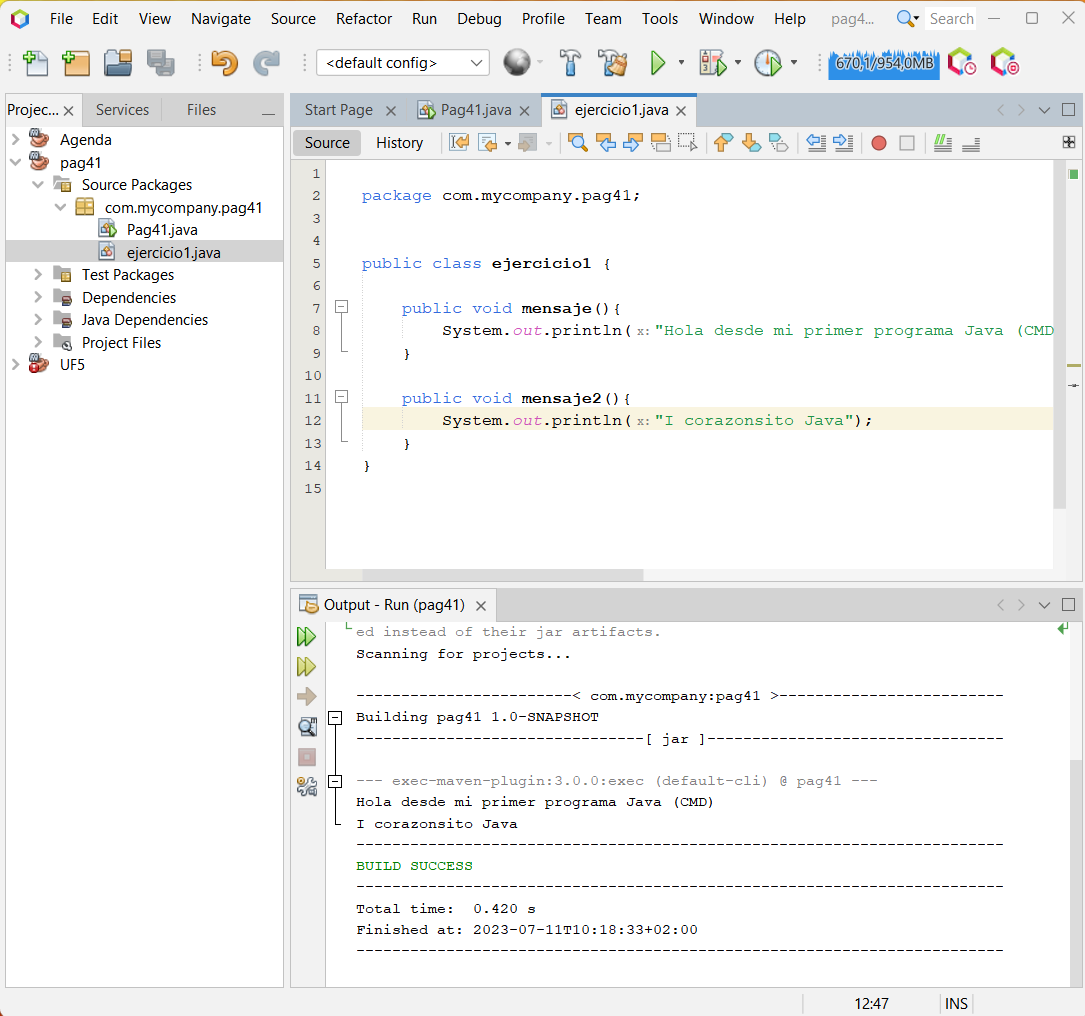 File Edit View Navigate Source Refactor Run Debug Profile Team Tools Window Help pag4... Search
<default config> 670,1/954,0MB
Projec... Services Files
Agenda
pag41
Source Packages
com.mycompany.pag41
Pag41.java
ejercicio1.java
Test Packages
Dependencies
Java Dependencies
Project Files
UF5
Start Page Pag41.java ejercicio1.java
Source History
1
2 package com.mycompany.pag41;
3
4
5 public class ejercicio1 {
6
7 public void mensaje(){
8 System.out.println(x:"Hola desde mi primer programa Java (CMD
9 }
10
11 public void mensaje2(){
12 System.out.println(x:"I corazonsito Java");
13 }
14 }
15
Output - Run (pag41)
ed instead of their jar artifacts.
Scanning for projects...
------------------------< com.mycompany:pag41 >-------------------------
Building pag41 1.0-SNAPSHOT
--------------------------------[ jar ]---------------------------------
--- exec-maven-plugin:3.0.0:exec (default-cli) @ pag41 ---
Hola desde mi primer programa Java (CMD)
I corazonsito Java
------------------------------------------------------------------------
BUILD SUCCESS
------------------------------------------------------------------------
Total time:  0.420 s
Finished at: 2023-07-11T10:18:33+02:00
------------------------------------------------------------------------
12:47 INS